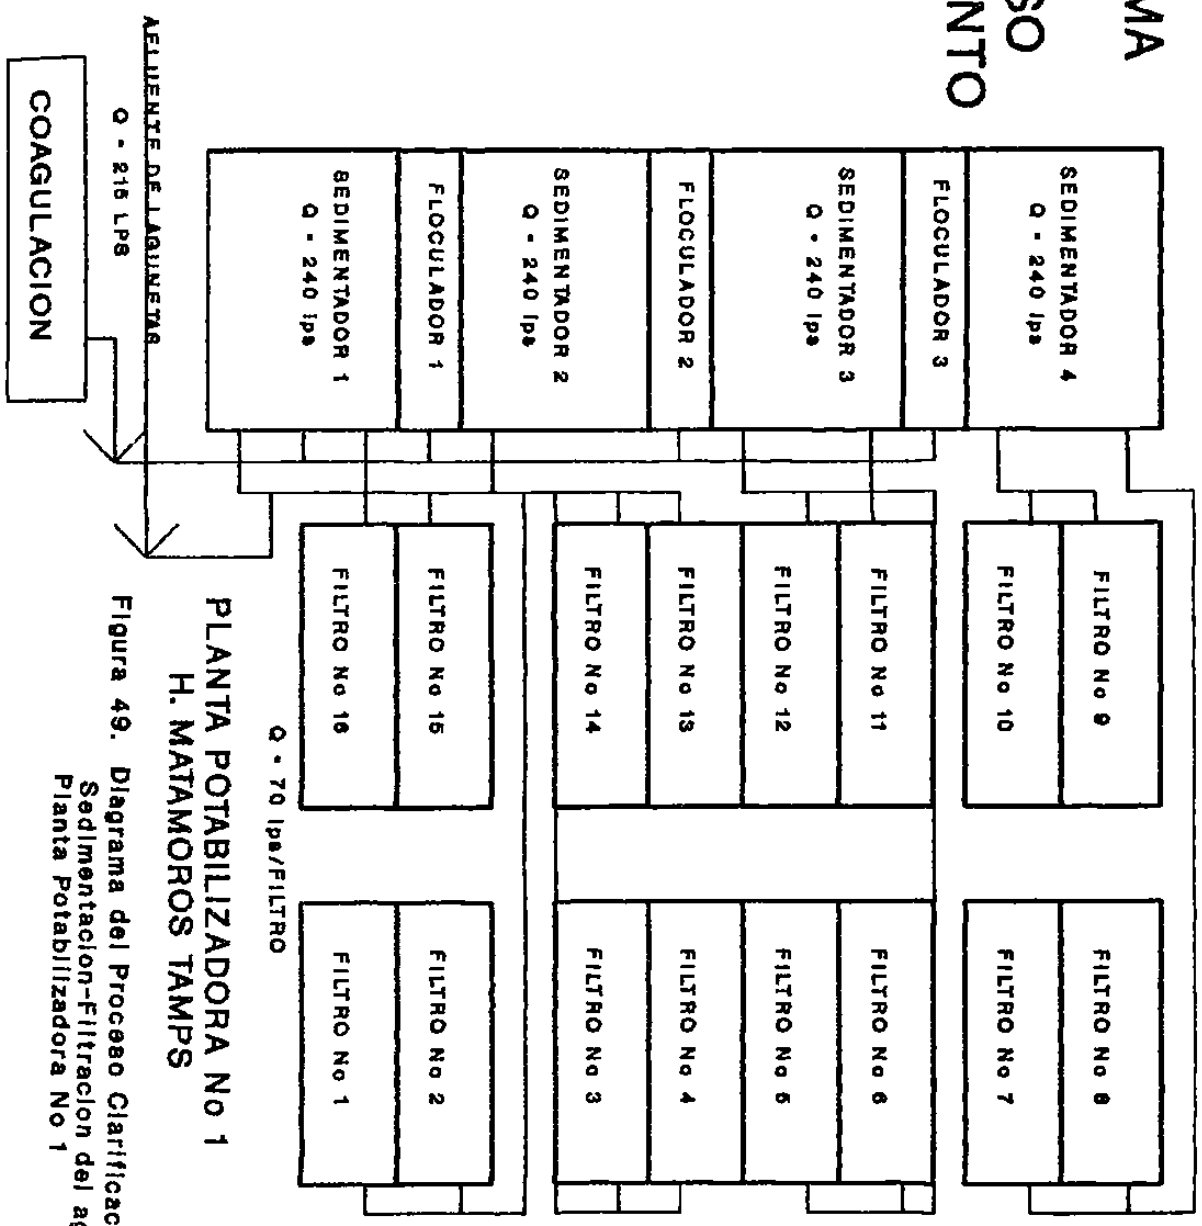 MA
SO
NTO
SEDIMENTADOR 4
Q - 240 lps
FLOCULADOR 3
SEDIMENTADOR 3
Q - 240 lps
FLOCULADOR 2
SEDIMENTADOR 2
Q - 240 lps
FLOCULADOR 1
SEDIMENTADOR 1
Q - 240 lps
AFLUENTE DE LAGUNETAS
Q - 215 LPS
COAGULACION
FILTRO No 9
FILTRO No 10
FILTRO No 11
FILTRO No 12
FILTRO No 13
FILTRO No 14
FILTRO No 15
FILTRO No 16
FILTRO No 8
FILTRO No 7
FILTRO No 6
FILTRO No 5
FILTRO No 4
FILTRO No 3
FILTRO No 2
FILTRO No 1
Q - 70 lps/FILTRO
PLANTA POTABILIZADORA No 1
H. MATAMOROS TAMPS
Figura 49. Diagrama del Proceso Clarificac
Sedimentacion-Filtracion del ag
Planta Potabilizadora No 1